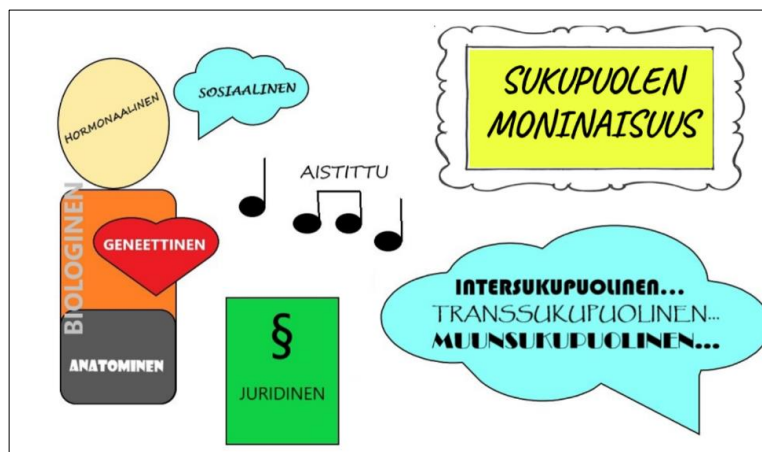 HORMONAALINEN
SOSIAALINEN
SUKUPUOLEN
MONINAISUUS
AISTITTU
BIOLOGINEN
GENEETTINEN
ANATOMINEN
§
JURIDINEN
INTERSUKUPUOLINEN...
TRANSSUKUPUOLINEN...
MUUNSUKUPUOLINEN...